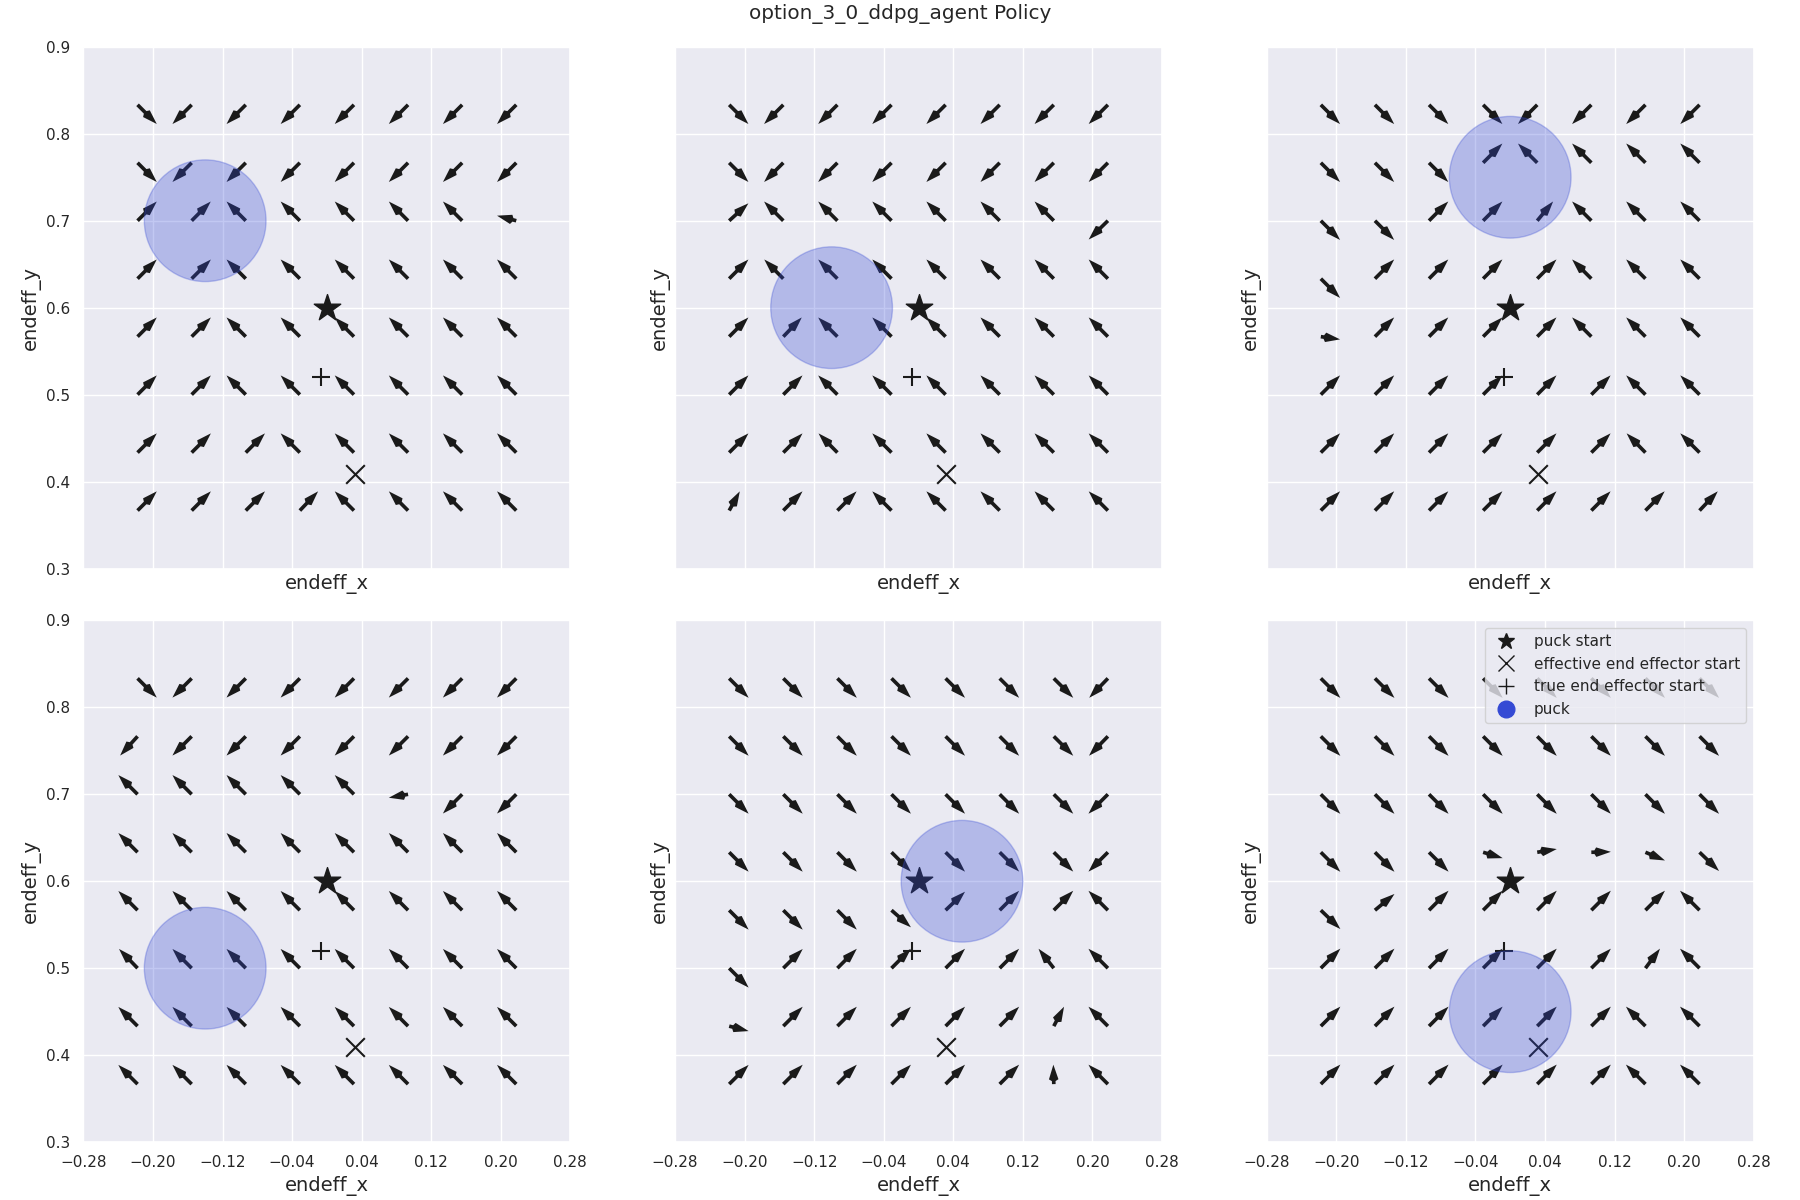 option_3_0_ddpg_agent Policy
0.9
0.8
0.7
0.6
0.5
0.4
0.3
endeff_y
endeff_x
endeff_y
endeff_x
endeff_y
endeff_x
0.9
0.8
0.7
0.6
0.5
0.4
0.3
endeff_y
−0.28 −0.20 −0.12 −0.04 0.04 0.12 0.20 0.28
endeff_x
endeff_y
−0.28 −0.20 −0.12 −0.04 0.04 0.12 0.20 0.28
endeff_x
endeff_y
puck start
effective end effector start
true end effector start
puck
−0.28 −0.20 −0.12 −0.04 0.04 0.12 0.20 0.28
endeff_x